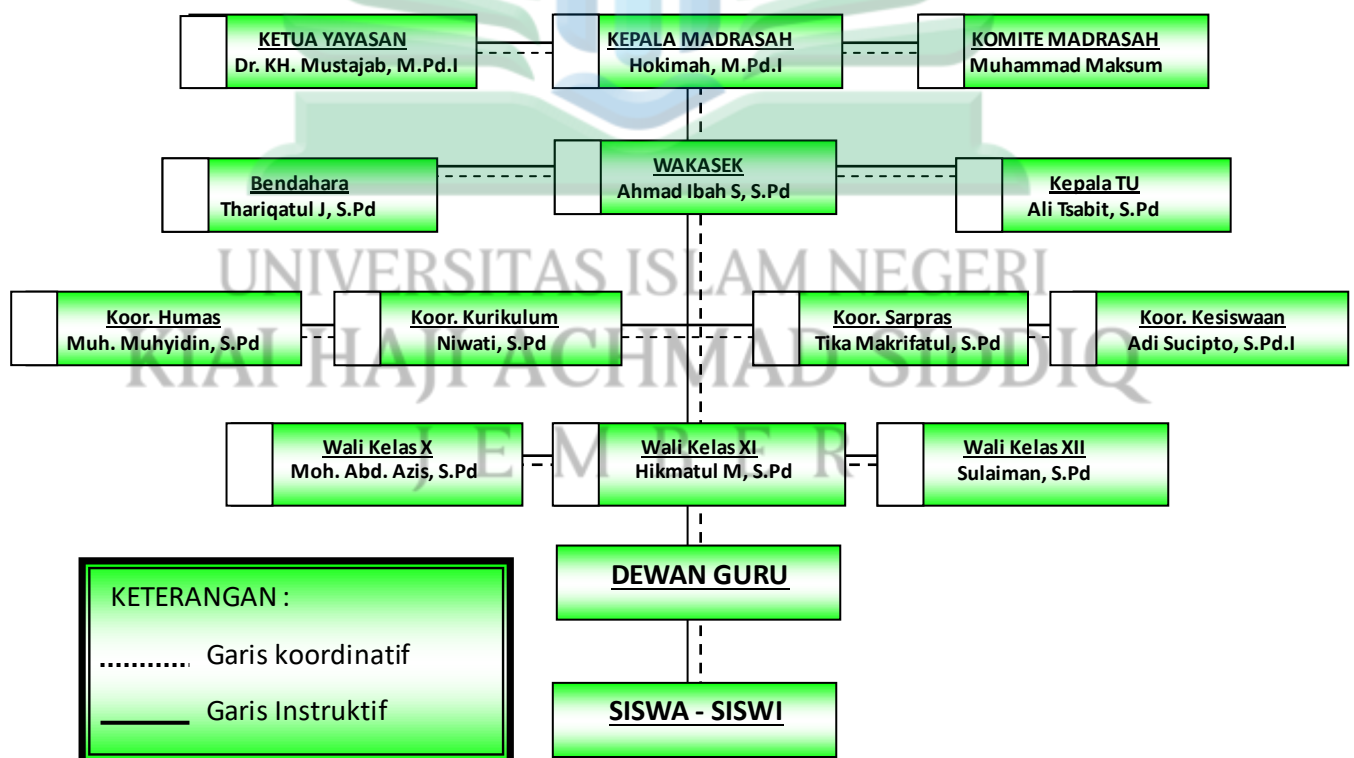 KETUA YAYASAN
Dr. KH. Mustajab, M.Pd.I
KEPALA MADRASAH
Hokimah, M.Pd.I
KOMITE MADRASAH
Muhammad Maksum
Bendahara
Thariqatul J, S.Pd
WAKASEK
Ahmad Ibah S, S.Pd
Kepala TU
Ali Tsabit, S.Pd
UNIVERSITAS ISLAM NEGERI
Koor. Humas
Muh. Muhyidin, S.Pd
Koor. Kurikulum
Niwati, S.Pd
Koor. Sarpras
Tika Makrifatul, S.Pd
Koor. Kesiswaan
Adi Sucipto, S.Pd.I
KIAI HAJI ACHMAD SIDDIQ
Wali Kelas X
Moh. Abd. Azis, S.Pd
Wali Kelas XI
Hikmatul M, S.Pd
Wali Kelas XII
Sulaiman, S.Pd
J E M B E R
DEWAN GURU
KETERANGAN :
Garis koordinatif
Garis Instruktif
SISWA - SISWI